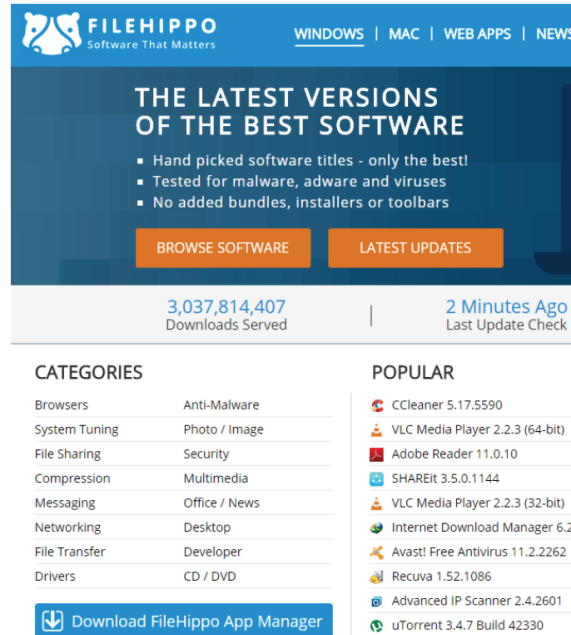 FILEHIPPO
Software That Matters
WINDOWS | MAC | WEB APPS | NEWS
THE LATEST VERSIONS
OF THE BEST SOFTWARE
▪ Hand picked software titles - only the best!
▪ Tested for malware, adware and viruses
▪ No added bundles, installers or toolbars
BROWSE SOFTWARE
LATEST UPDATES
3,037,814,407
Downloads Served
2 Minutes Ago
Last Update Check
CATEGORIES
Browsers
Anti-Malware
System Tuning
Photo / Image
File Sharing
Security
Compression
Multimedia
Messaging
Office / News
Networking
Desktop
File Transfer
Developer
Drivers
CD / DVD
Download FileHippo App Manager
POPULAR
CCleaner 5.17.5590
VLC Media Player 2.2.3 (64-bit)
Adobe Reader 11.0.10
SHAREit 3.5.0.1144
VLC Media Player 2.2.3 (32-bit)
Internet Download Manager 6.2
Avast! Free Antivirus 11.2.2262
Recuva 1.52.1086
Advanced IP Scanner 2.4.2601
uTorrent 3.4.7 Build 42330